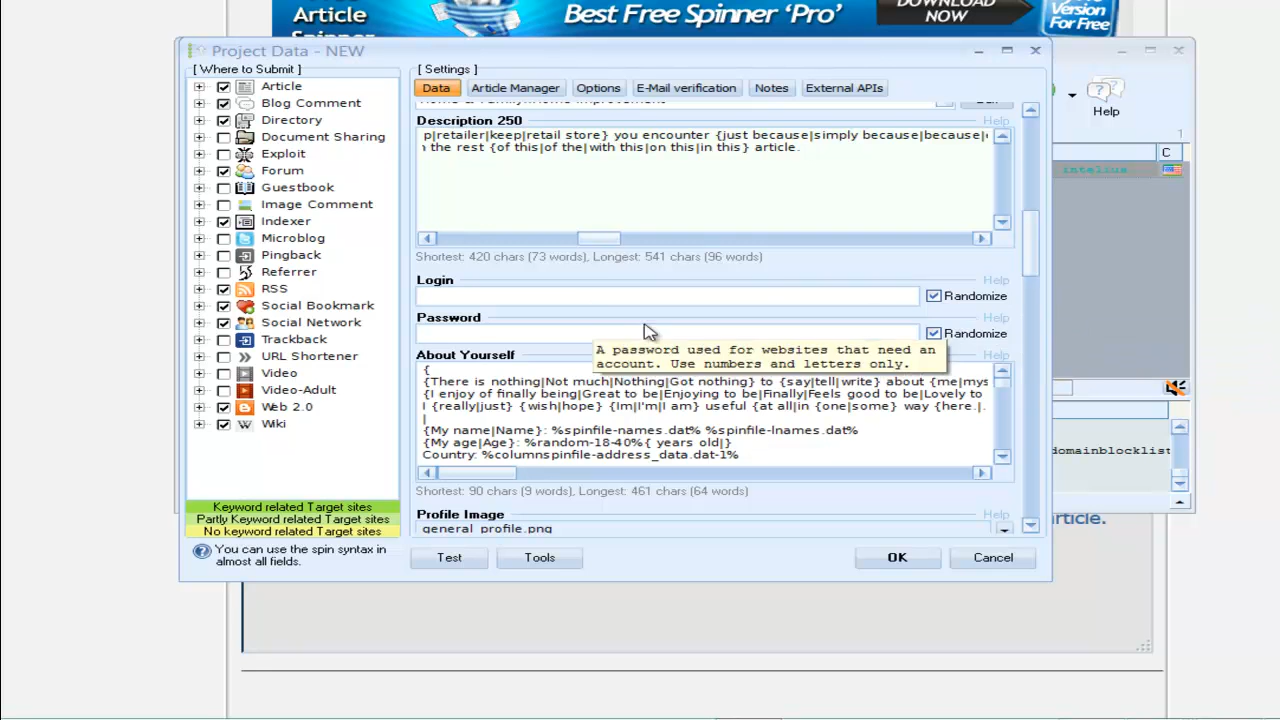 Article
Spinner
Best Free Spinner 'Pro'
DOWNLOAD
NOW
Version
For Free
Project Data - NEW
[ Where to Submit ]
Article
Blog Comment
Directory
Document Sharing
Exploit
Forum
Guestbook
Image Comment
Indexer
Microblog
Pingback
Referrer
RSS
Social Bookmark
Social Network
Trackback
URL Shortener
Video
Video-Adult
Web 2.0
Wiki
Keyword related Target sites
Partly Keyword related Target sites
No keyword related Target sites
You can use the spin syntax in
almost all fields.
[ Settings ]
Data Article Manager Options E-Mail verification Notes External APIs
Description 250 Help
p|retailer|keep|retail store} you encounter {just because|simply because|because|
the rest {of this|of the|with this|on this|in this} article.
Shortest: 420 chars (73 words), Longest: 541 chars (96 words)
Login Help
Randomize
Password Help
Randomize
A password used for websites that need an
account. Use numbers and letters only.
About Yourself Help
{
{There is nothing|Not much|Nothing|Got nothing} to {say|tell|write} about {me|mys
{I enjoy of finally being|Great to be|Enjoying to be|Finally|Feels good to be|Lovely to
I {really|just} {wish|hope} {Im|I'm|I am} useful {at all|in {one|some} way {here.|.
|
{My name|Name}: %spinfile-names.dat% %spinfile-lnames.dat%
{My age|Age}: %random-18-40%{ years old|}
Country: %columnspinfile-address_data.dat-1%
Shortest: 90 chars (9 words), Longest: 461 chars (64 words)
Profile Image Help
general_profile.png
Test Tools OK Cancel
Help
1
C
intelius
domainblocklist
article.